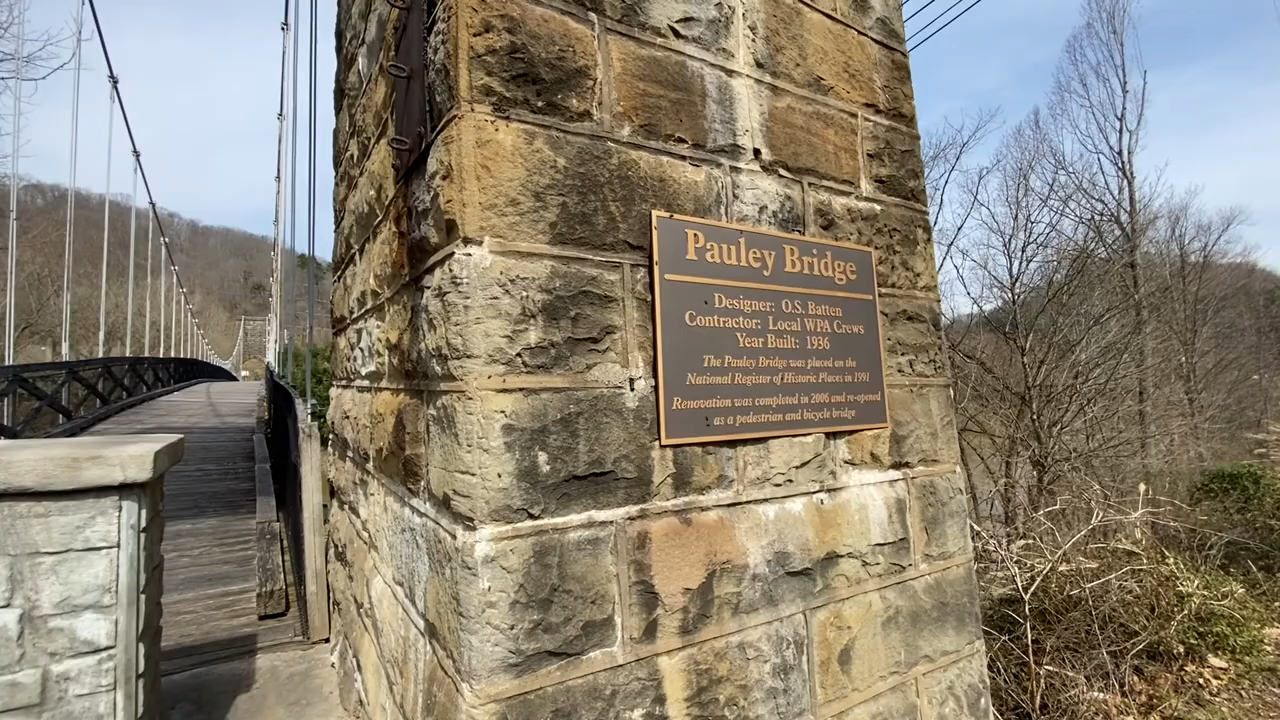 Pauley Bridge
Designer: O.S. Batten
Contractor: Local WPA Crews
Year Built: 1936
The Pauley Bridge was placed on the
National Register of Historic Places in 1991
Renovation was completed in 2006 and re-opened
as a pedestrian and bicycle bridge